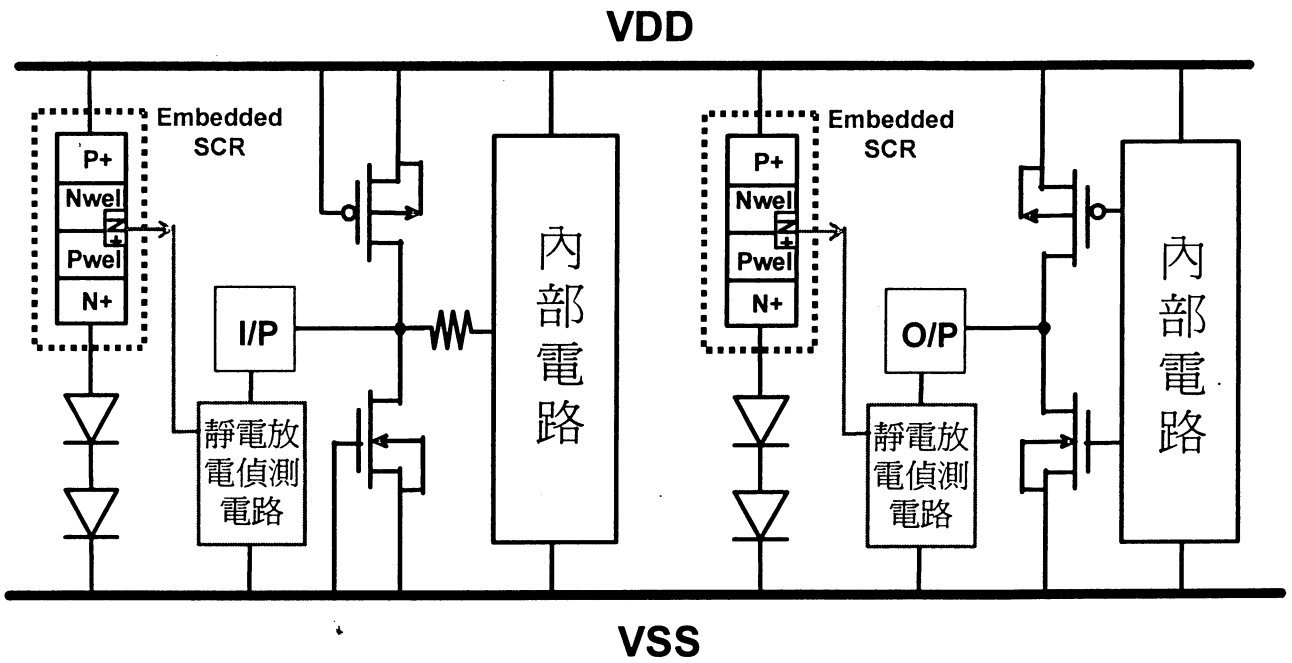 VDD
Embedded
SCR
P+
Nwel
N+
Pwel
N+
I/P
靜電放
電偵測
電路
內
部
電
路
Embedded
SCR
P+
Nwel
N+
Pwel
N+
O/P
靜電放
電偵測
電路
內
部
電
路
VSS